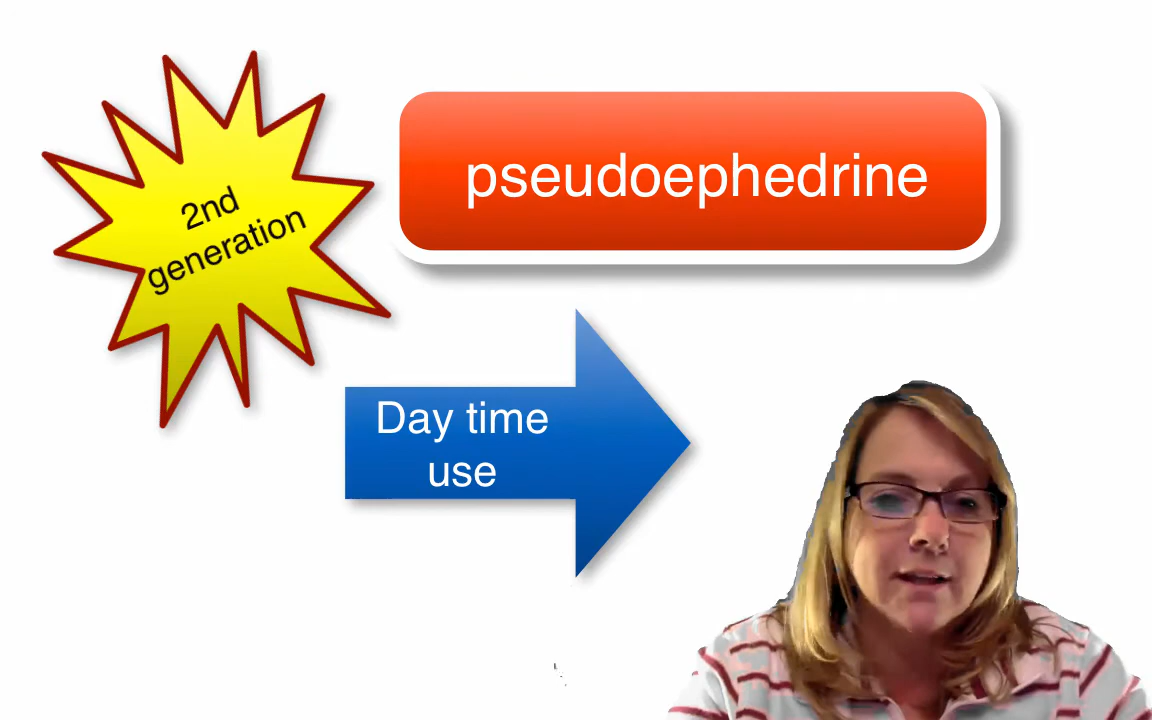 2nd
generation
pseudoephedrine
Day time
use